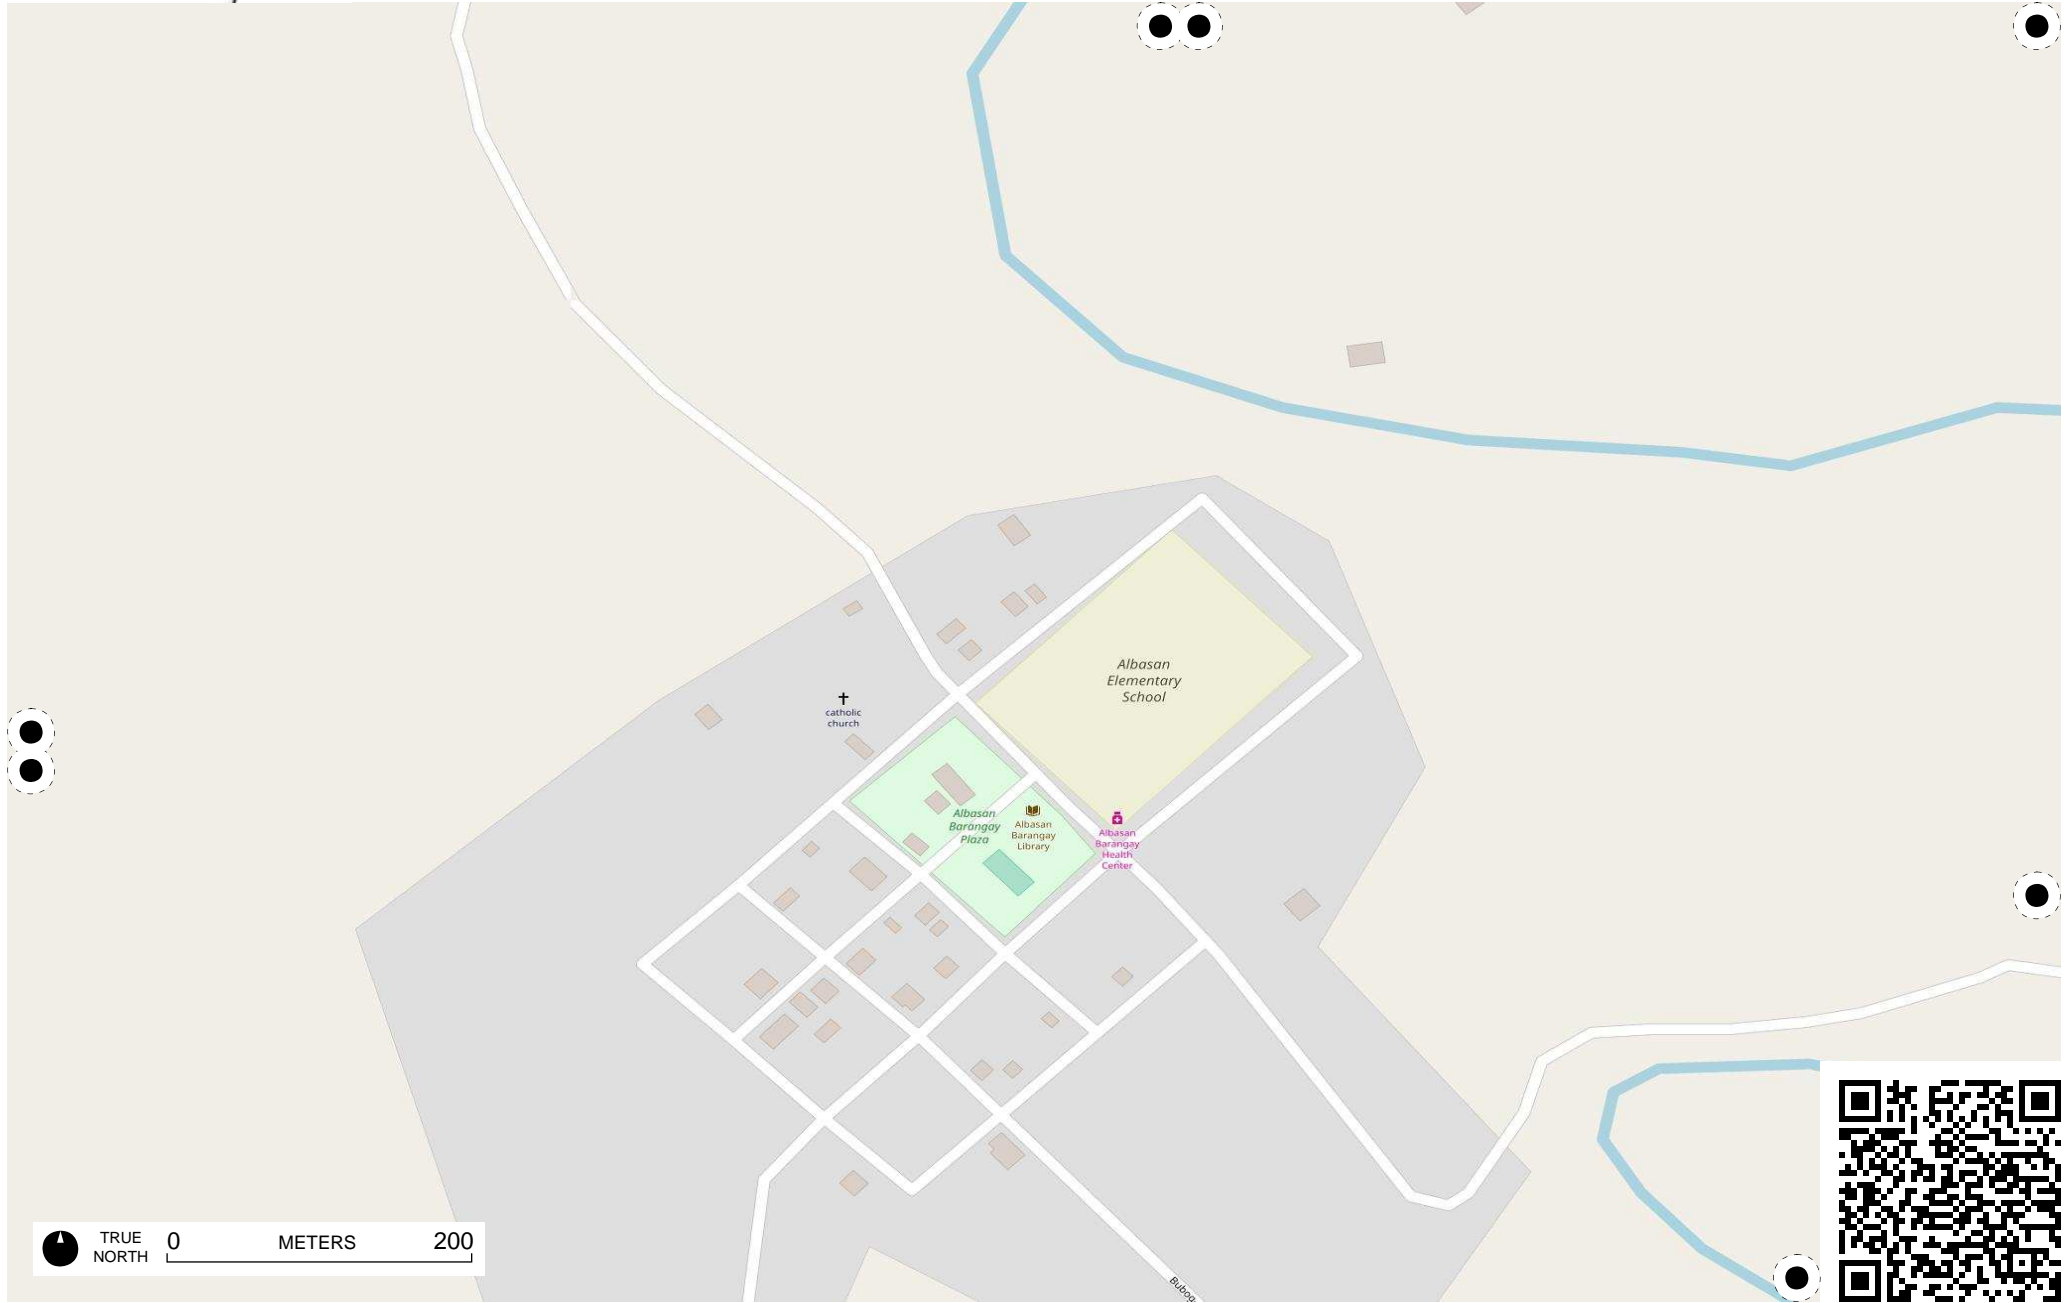 Albasan
Elementary
School
catholic
church
Albasan
Barangay
Plaza
Albasan
Barangay
Library
Albasan
Barangay
Health
Center
TRUE
NORTH
0 METERS 200